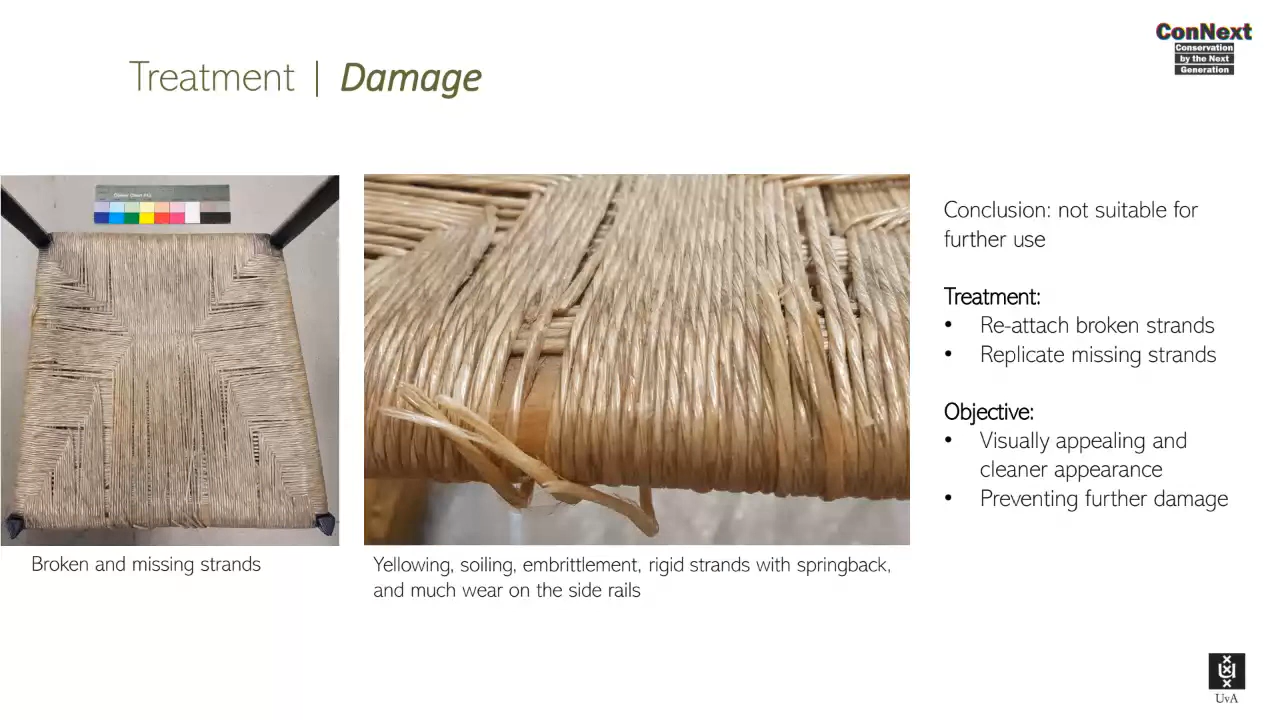 ConNext
Conservation
by the Next
Generation
Treatment | Damage
Conclusion: not suitable for
further use
Treatment:
• Re-attach broken strands
• Replicate missing strands
Objective:
• Visually appealing and
cleaner appearance
• Preventing further damage
Broken and missing strands
Yellowing, soiling, embrittlement, rigid strands with springback,
and much wear on the side rails
UvA